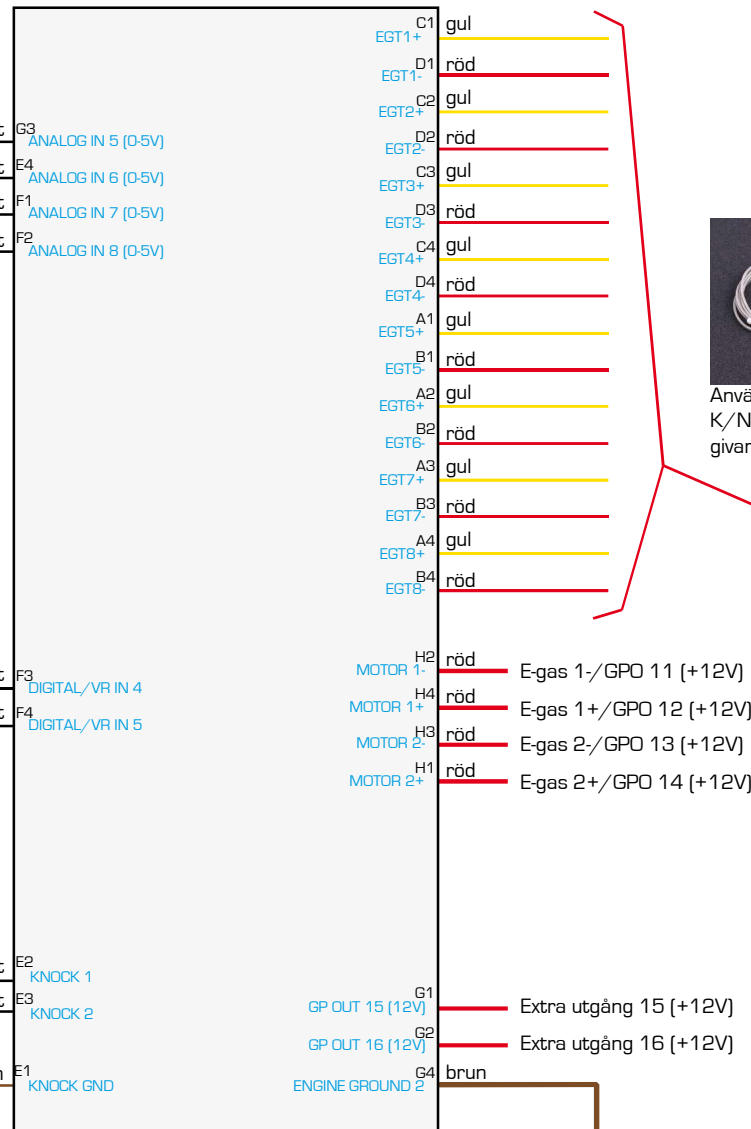 C1 gul
EGT1+
D1 röd
EGT1-
C2 gul
EGT2+
D2 röd
EGT2-
C3 gul
EGT3+
D3 röd
EGT3-
C4 gul
EGT4+
D4 röd
EGT4-
A1 gul
EGT5+
B1 röd
EGT5-
A2 gul
EGT6+
B2 röd
EGT6-
A3 gul
EGT7+
B3 röd
EGT7-
A4 gul
EGT8+
B4 röd
EGT8-
G3
ANALOG IN 5 (0-5V)
E4
ANALOG IN 6 (0-5V)
F1
ANALOG IN 7 (0-5V)
F2
ANALOG IN 8 (0-5V)
Anvä
K/N
givar
F3
DIGITAL/VR IN 4
F4
DIGITAL/VR IN 5
H2 röd
MOTOR 1- E-gas 1-/GPO 11 (+12V)
H4 röd
MOTOR 1+ E-gas 1+/GPO 12 (+12V)
H3 röd
MOTOR 2- E-gas 2-/GPO 13 (+12V)
H1 röd
MOTOR 2+ E-gas 2+/GPO 14 (+12V)
E2
KNOCK 1
E3
KNOCK 2
E1
KNOCK GND
G1
GP OUT 15 (12V) Extra utgång 15 (+12V)
G2
GP OUT 16 (12V) Extra utgång 16 (+12V)
G4 brun
ENGINE GROUND 2